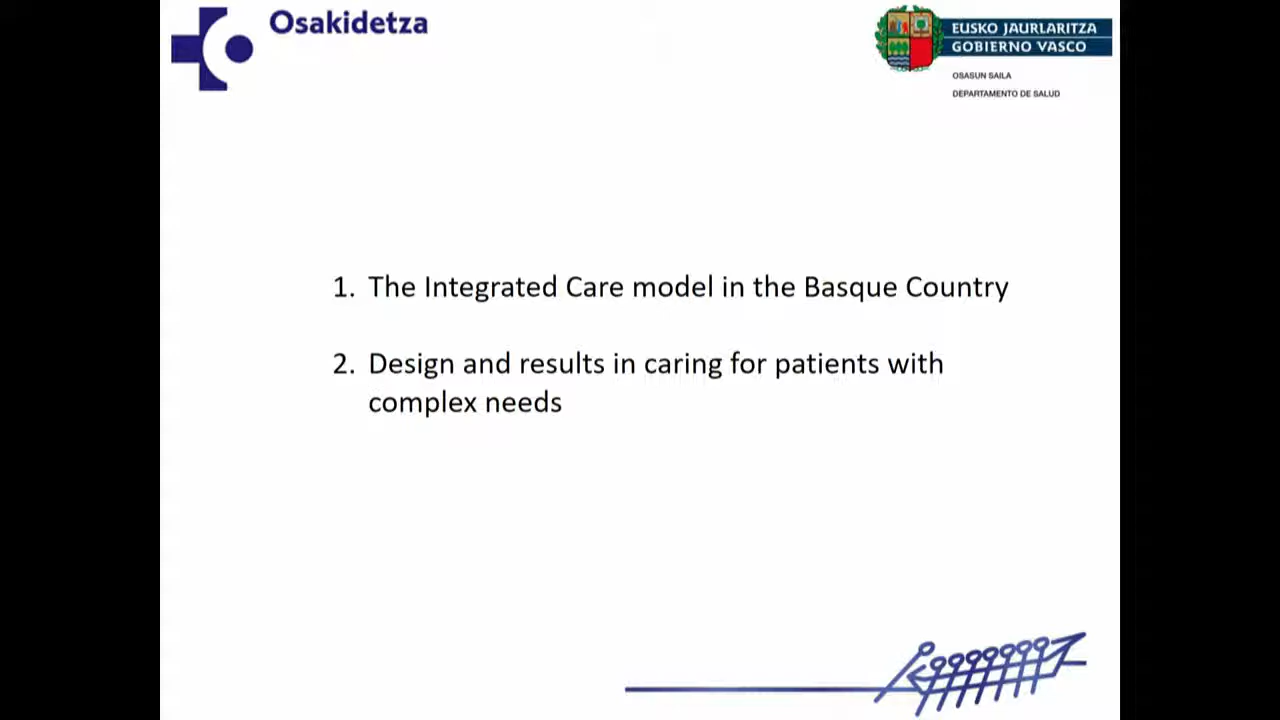 Osakidetza
EUSKO JAURLARITZA
GOBIERNO VASCO
OSASUN SAILA
DEPARTAMENTO DE SALUD
1. The Integrated Care model in the Basque Country
2. Design and results in caring for patients with
complex needs